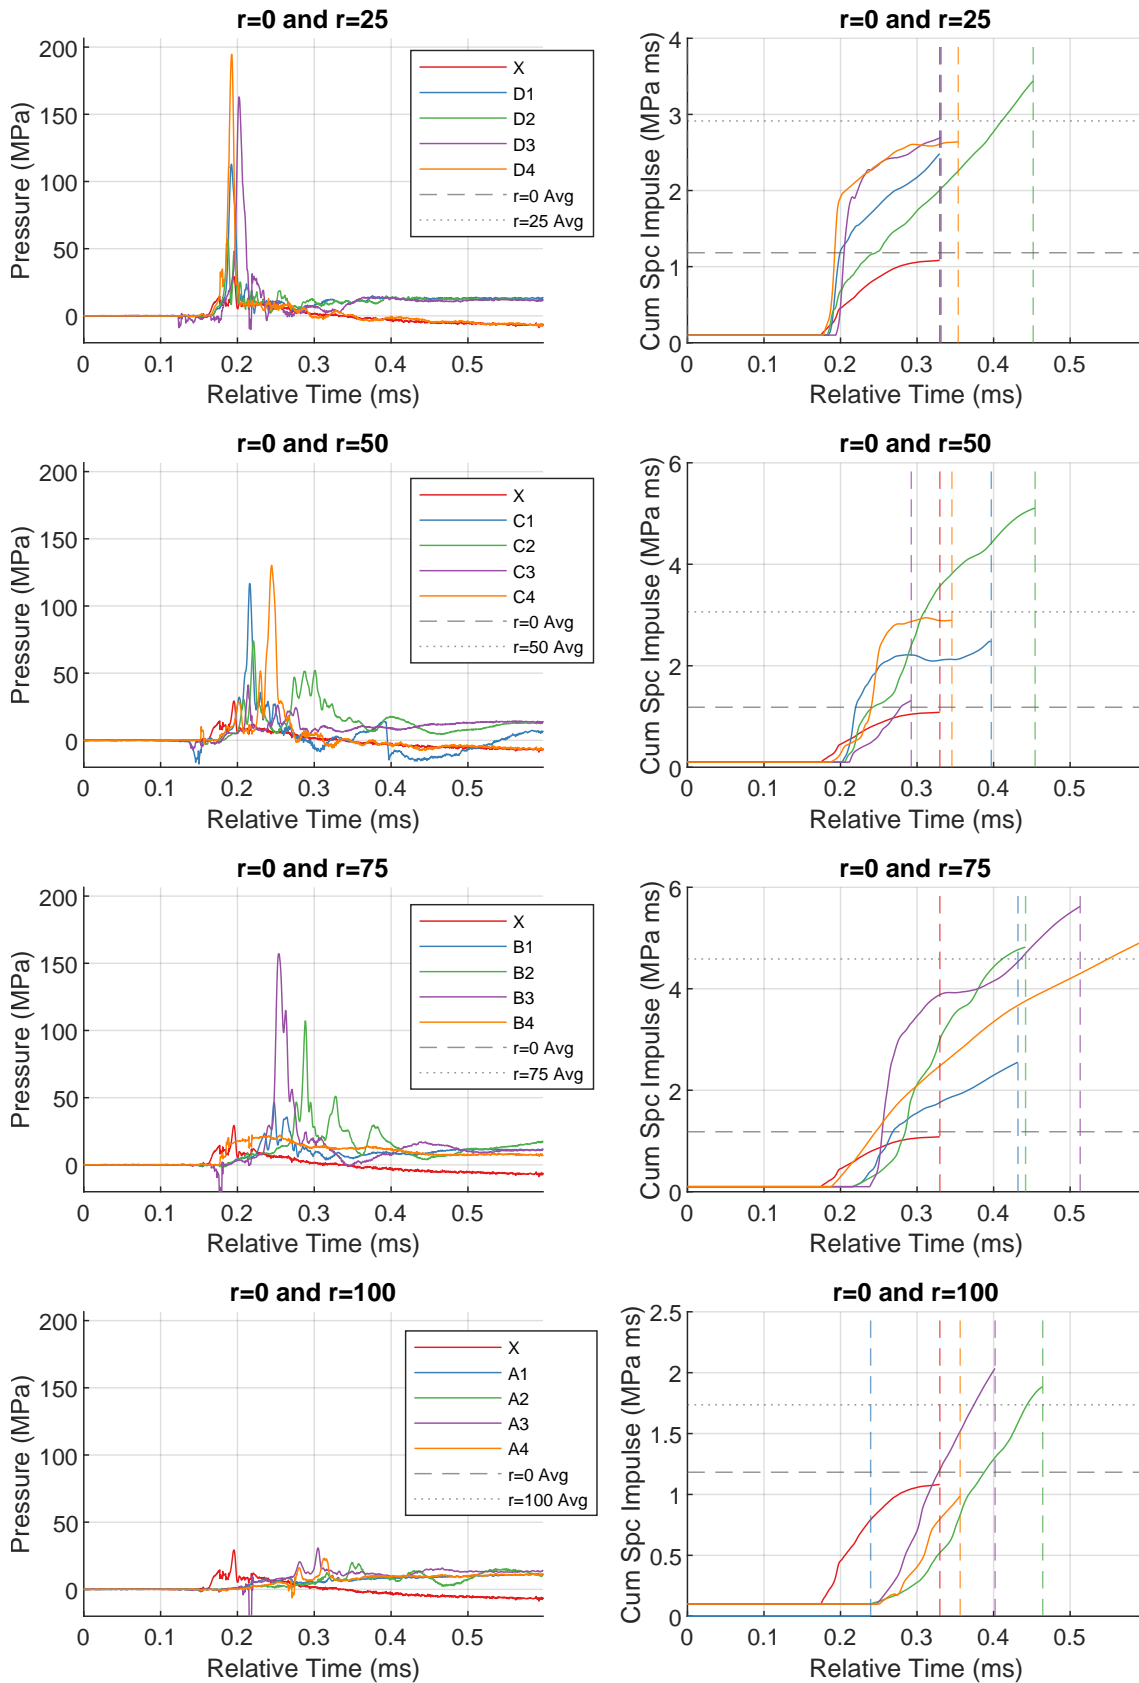 r=0 and r=25
200
150
100
50
0
Pressure (MPa)
0 0.1 0.2 0.3 0.4 0.5
Relative Time (ms)
X
D1
D2
D3
D4
r=0 Avg
r=25 Avg
r=0 and r=25
4
3
2
1
0
Cum Spc Impulse (MPa ms)
0 0.1 0.2 0.3 0.4 0.5
Relative Time (ms)
r=0 and r=50
200
150
100
50
0
Pressure (MPa)
0 0.1 0.2 0.3 0.4 0.5
Relative Time (ms)
X
C1
C2
C3
C4
r=0 Avg
r=50 Avg
r=0 and r=50
6
4
2
0
Cum Spc Impulse (MPa ms)
0 0.1 0.2 0.3 0.4 0.5
Relative Time (ms)
r=0 and r=75
200
150
100
50
0
Pressure (MPa)
0 0.1 0.2 0.3 0.4 0.5
Relative Time (ms)
X
B1
B2
B3
B4
r=0 Avg
r=75 Avg
r=0 and r=75
6
4
2
0
Cum Spc Impulse (MPa ms)
0 0.1 0.2 0.3 0.4 0.5
Relative Time (ms)
r=0 and r=100
200
150
100
50
0
Pressure (MPa)
0 0.1 0.2 0.3 0.4 0.5
Relative Time (ms)
X
A1
A2
A3
A4
r=0 Avg
r=100 Avg
r=0 and r=100
2.5
2
1.5
1
0.5
0
Cum Spc Impulse (MPa ms)
0 0.1 0.2 0.3 0.4 0.5
Relative Time (ms)